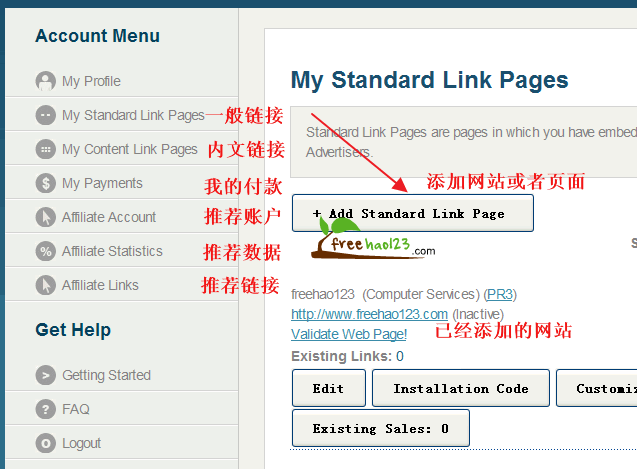 Account Menu
My Profile
My Standard Link Pages 一般链接
My Content Link Pages 内文链接
My Payments 我的付款
Affiliate Account 推荐账户
Affiliate Statistics 推荐数据
Affiliate Links 推荐链接
Get Help
Getting Started
FAQ
Logout
My Standard Link Pages
Standard Link Pages are pages in which you have
Advertisers.
添加网站或者页面
+ Add Standard Link Page
freehao123.com
freehao123 (Computer Services) (PR3)
http://www.freehao123.com (Inactive)
Validate Web Page! 已经添加的网站
Existing Links: 0
Edit
Installation Code
Existing Sales: 0